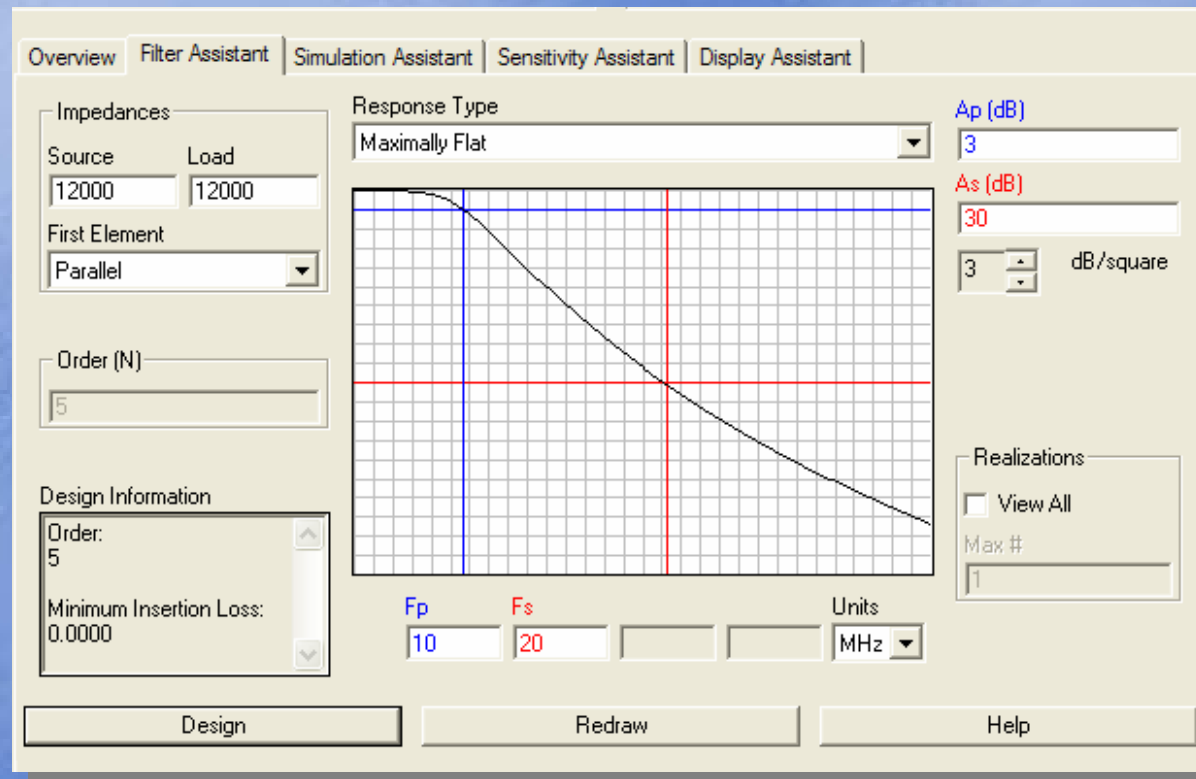 Overview Filter Assistant Simulation Assistant Sensitivity Assistant Display Assistant
Impedances
Source Load
12000 12000
First Element
Parallel
Order (N)
5
Design Information
Order:
5
Minimum Insertion Loss:
0.0000
Response Type
Maximally Flat
Fp Fs Units
10 20 MHz
Ap (dB)
3
As (dB)
30
3 dB/square
Realizations
View All
Max #
1
Design Redraw Help